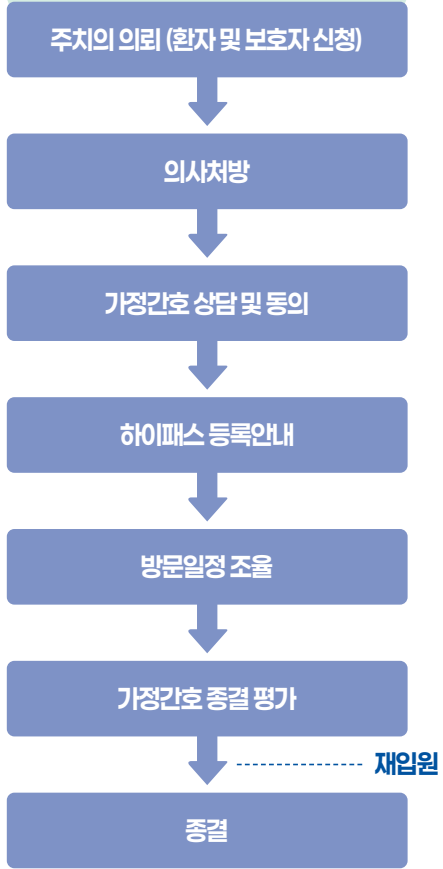 주치의 의뢰 (환자 및 보호자 신청)
의사처방
가정간호 상담 및 동의
하이패스 등록안내
방문일정 조율
가정간호 종결 평가
재입원
종결